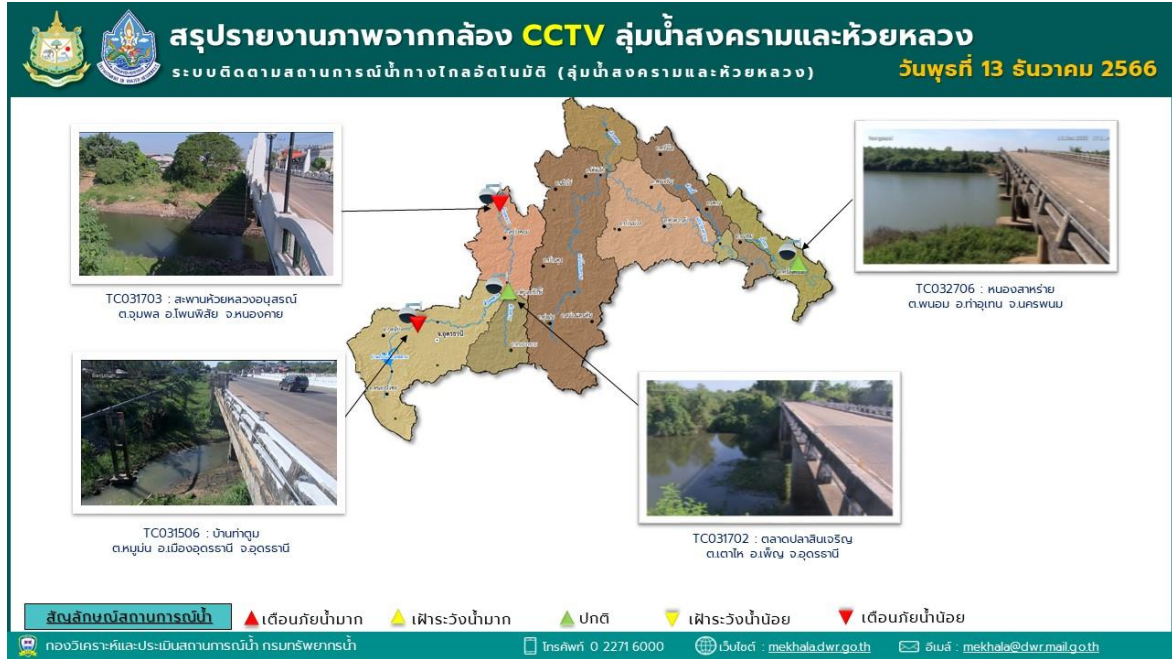 สรุปรายงานภาพจากกล้อง CCTV ลุ่มน้ำสงครามและห้วยหลวง
ระบบติดตามสถานการณ์น้ำทางไกลอัตโนมัติ (ลุ่มน้ำสงครามและห้วยหลวง)
วันพุธที่ 13 ธันวาคม 2566
TC031703 : สะพานห้วยหลวงอนุสรณ์
ต.จุมพล อ.โพนพิสัย จ.หนองคาย
TC032706 : หนองสาหร่าย
ต.พนอม อ.ท่าอุเทน จ.นครพนม
จ.อุดรธานี
TC031506 : บ้านท่าตูม
ต.หมูม่น อ.เมืองอุดรธานี จ.อุดรธานี
TC031702 : ตลาดปลาสินเจริญ
ต.เตาไห อ.เพ็ญ จ.อุดรธานี
สัญลักษณ์สถานการณ์น้ำ
เตือนภัยน้ำมาก
เฝ้าระวังน้ำมาก
ปกติ
เฝ้าระวังน้ำน้อย
เตือนภัยน้ำน้อย
กองวิเคราะห์และประเมินสถานการณ์น้ำ กรมทรัพยากรน้ำ
โทรศัพท์ 0 2271 6000
เว็บไซต์ : mekhala.dwr.go.th
อีเมล์ : mekhala@dwr.mail.go.th